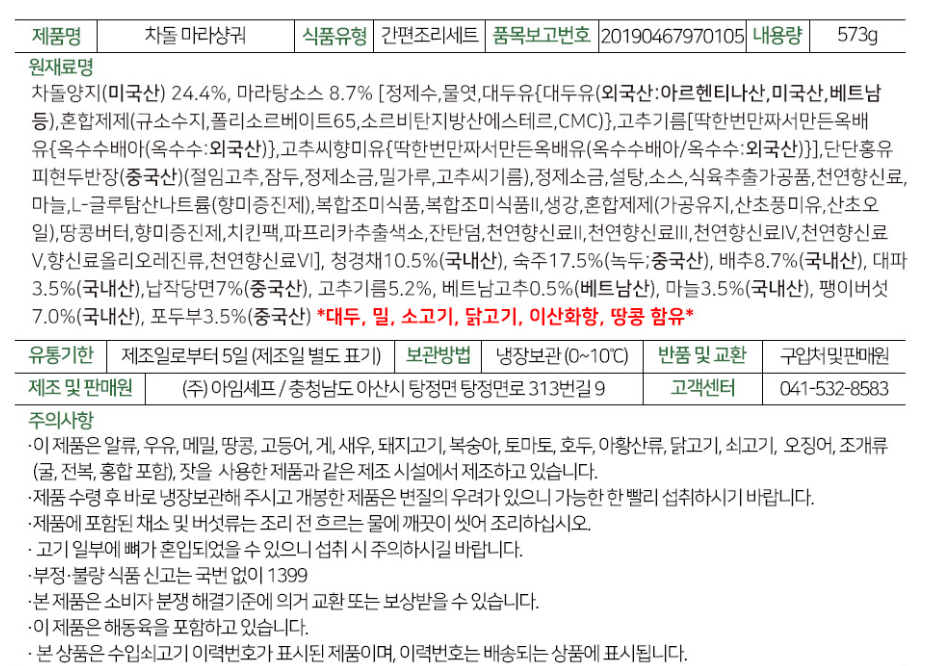 제품명 차돌 마라샹궈 식품유형 간편조리세트 품목보고번호 20190467970105 내용량 573g
원재료명
차돌양지(미국산) 24.4%, 마라탕소스 8.7% [정제수,물엿,대두유{대두유(외국산:아르헨티나산,미국산,베트남
등),혼합제제(규소수지,폴리소르베이트65,소르비탄지방산에스테르,CMC)},고추기름[딱한번만짜서만든옥배
유{옥수수배아(옥수수:외국산)},고추씨향미유{딱한번만짜서만든옥배유(옥수수배아/옥수수:외국산)}],단단홍유
피현두반장(중국산)(절임고추,잠두,정제소금,밀가루,고추씨기름),정제소금,설탕,소스,식육추출가공품,천연향신료,
마늘,L-글루탐산나트륨(향미증진제),복합조미식품,복합조미식품II,생강,혼합제제(가공유지,산초풍미유,산초오
일),땅콩버터,향미증진제,치킨팩,파프리카추출색소,잔탄덤,천연향신료II,천연향신료III,천연향신료IV,천연향신료
V,향신료올리오레진류,천연향신료VI], 청경채10.5%(국내산), 숙주17.5%(녹두;중국산), 배추8.7%(국내산), 대파
3.5%(국내산),납작당면7%(중국산), 고추기름5.2%, 베트남고추0.5%(베트남산), 마늘3.5%(국내산), 팽이버섯
7.0%(국내산), 포두부3.5%(중국산) *대두, 밀, 소고기, 닭고기, 이산화항, 땅콩 함유*
유통기한 제조일로부터 5일 (제조일 별도 표기) 보관방법 냉장보관 (0~10℃) 반품 및 교환 구입처 및 판매원
제조 및 판매원 (주) 아임셰프 / 충청남도 아산시 탕정면 탕정면로 313번길 9 고객센터 041-532-8583
주의사항
·이 제품은 알류, 우유, 메밀, 땅콩, 고등어, 게, 새우, 돼지고기, 복숭아, 토마토, 호두, 아황산류, 닭고기, 쇠고기, 오징어, 조개류
(굴, 전복, 홍합 포함), 잣을 사용한 제품과 같은 제조 시설에서 제조하고 있습니다.
·제품 수령 후 바로 냉장보관해 주시고 개봉한 제품은 변질의 우려가 있으니 가능한 한 빨리 섭취하시기 바랍니다.
·제품에 포함된 채소 및 버섯류는 조리 전 흐르는 물에 깨끗이 씻어 조리하십시오.
· 고기 일부에 뼈가 혼입되었을 수 있으니 섭취 시 주의하시길 바랍니다.
·부정·불량 식품 신고는 국번 없이 1399
·본 제품은 소비자 분쟁 해결기준에 의거 교환 또는 보상받을 수 있습니다.
·이 제품은 해동육을 포함하고 있습니다.
· 본 상품은 수입쇠고기 이력번호가 표시된 제품이며, 이력번호는 배송되는 상품에 표시됩니다.